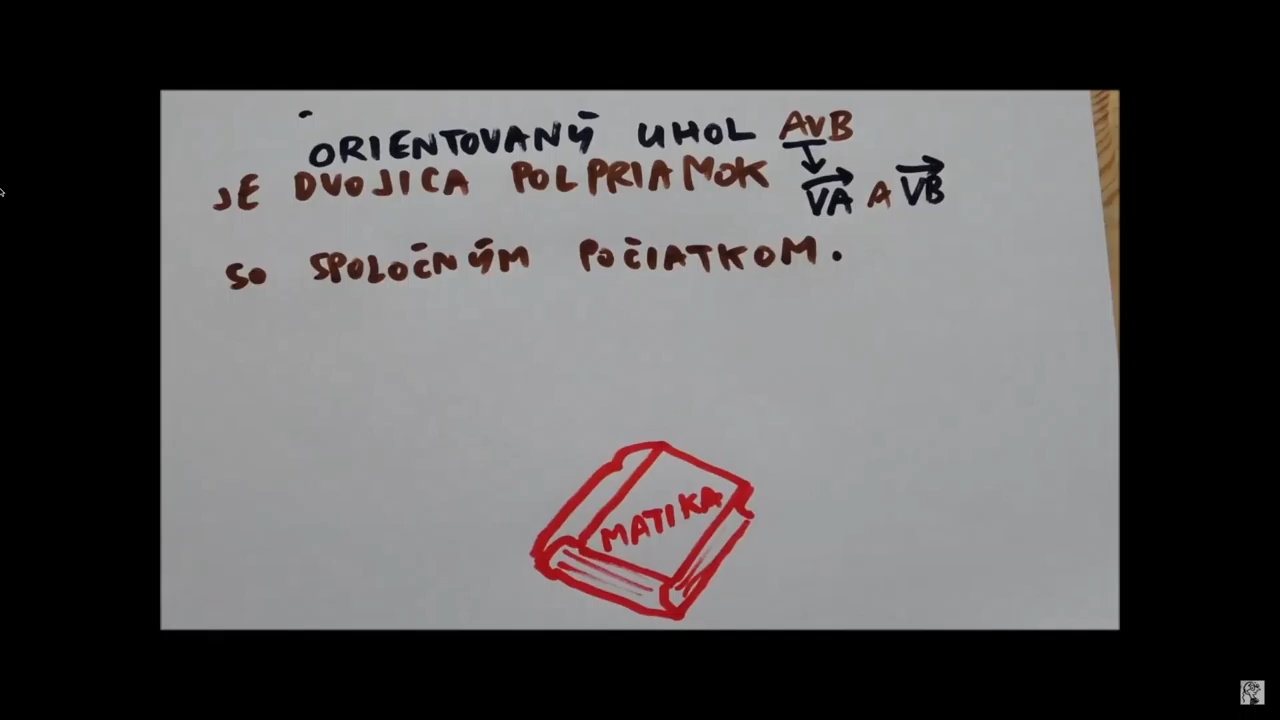 ORIENTOVANÝ UHOL AVB
JE DVOJICA POLPRIAMOK VA A VB
SO SPOLOČNÝM POČIATKOM.
MATIKA